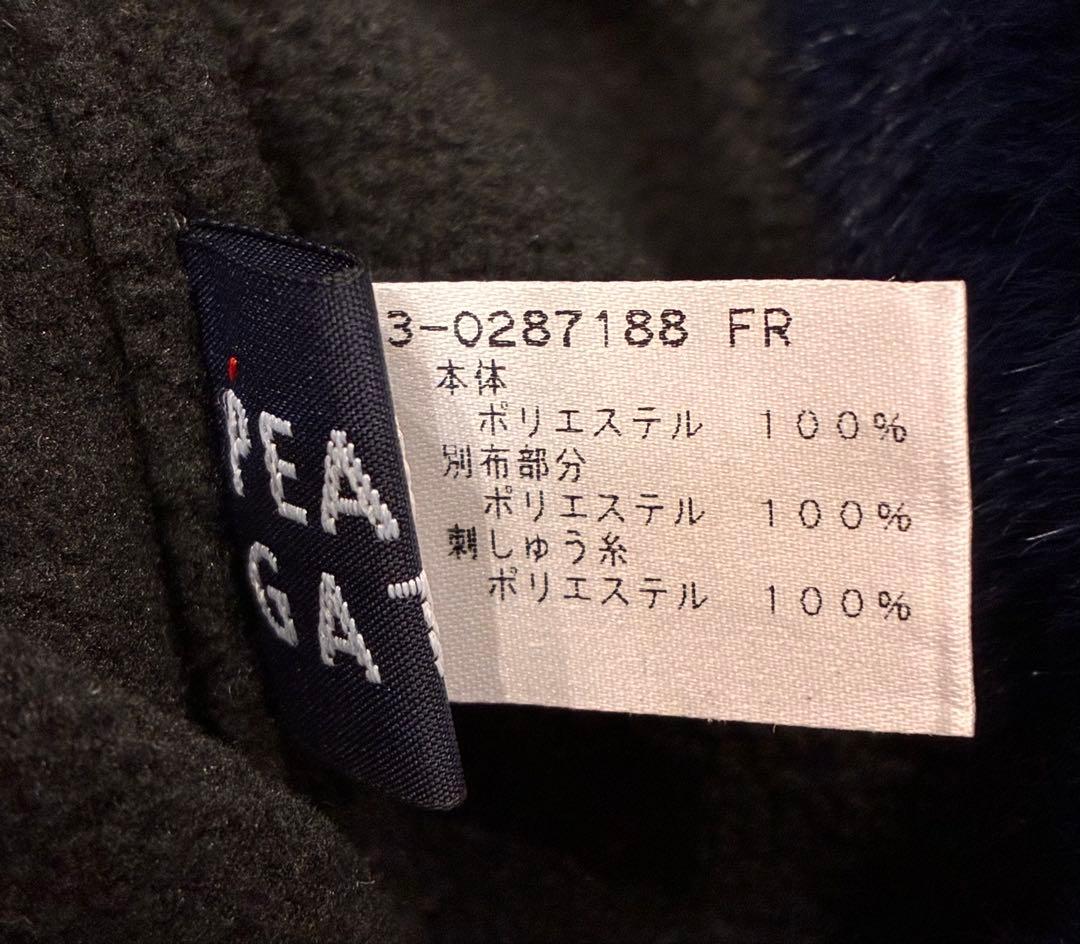 PEA
GA
3-0287188 FR
本体
ポリエステル 100%
別布部分
ポリエステル 100%
刺しゅう糸
ポリエステル 100%